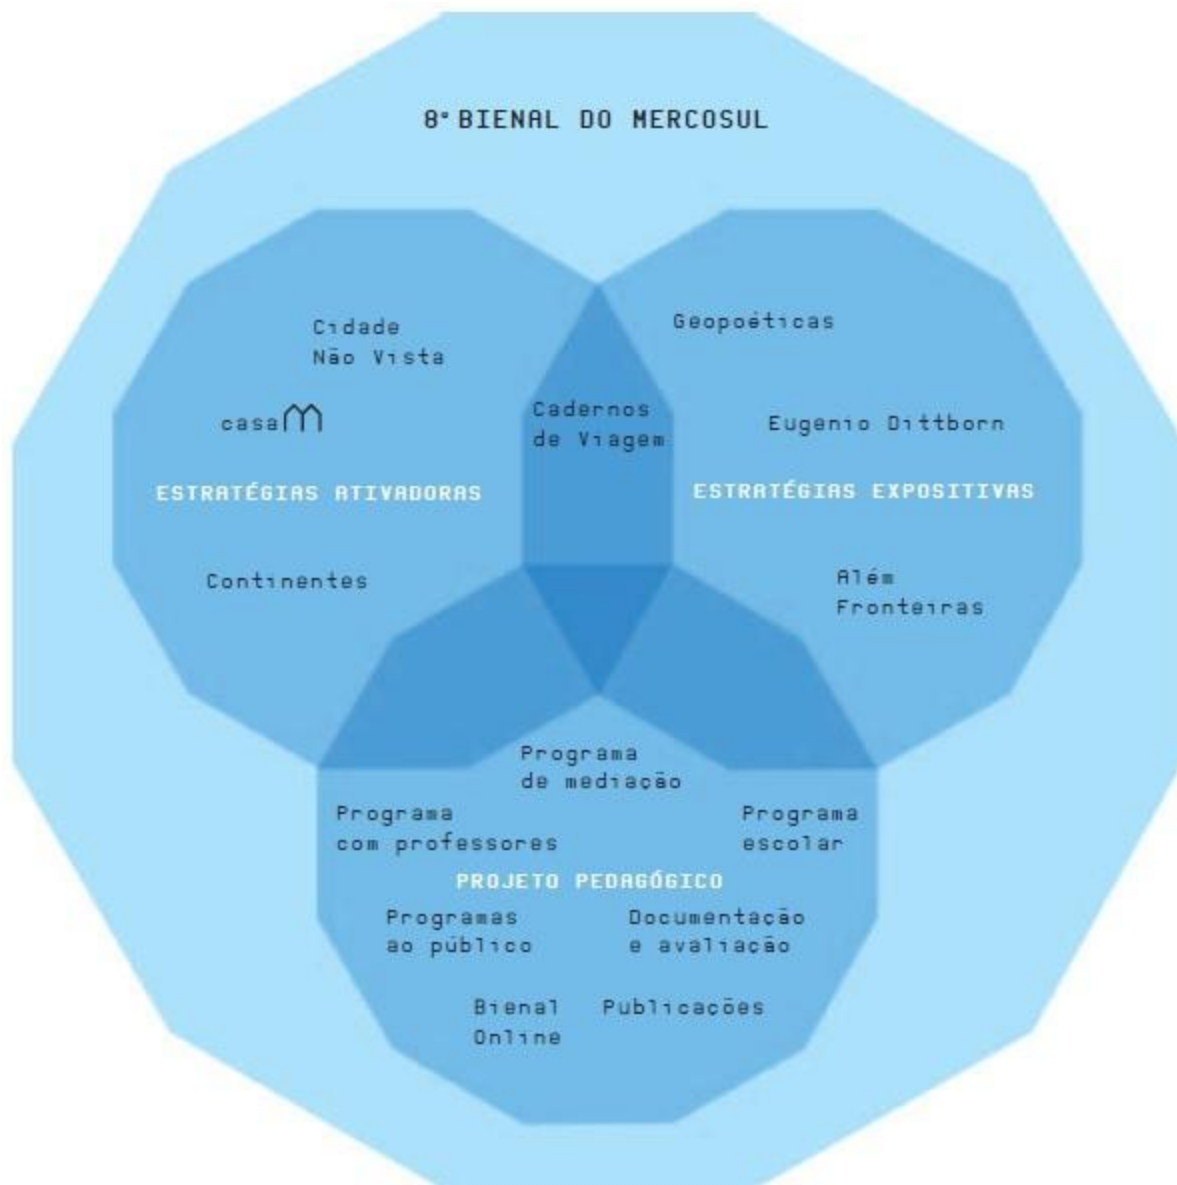 8ª BIENAL DO MERCOSUL
Cidade
Não Vista
casaM
ESTRATÉGIAS ATIVADORAS
Continentes
Cadernos
de Viagem
Geopoéticas
Eugenio Dittborn
ESTRATÉGIAS EXPOSITIVAS
Além
Fronteiras
Programa
de mediação
Programa
com professores
Programa
escolar
PROJETO PEDAGÓGICO
Programas
ao público
Documentação
e avaliação
Bienal
Online
Publicações